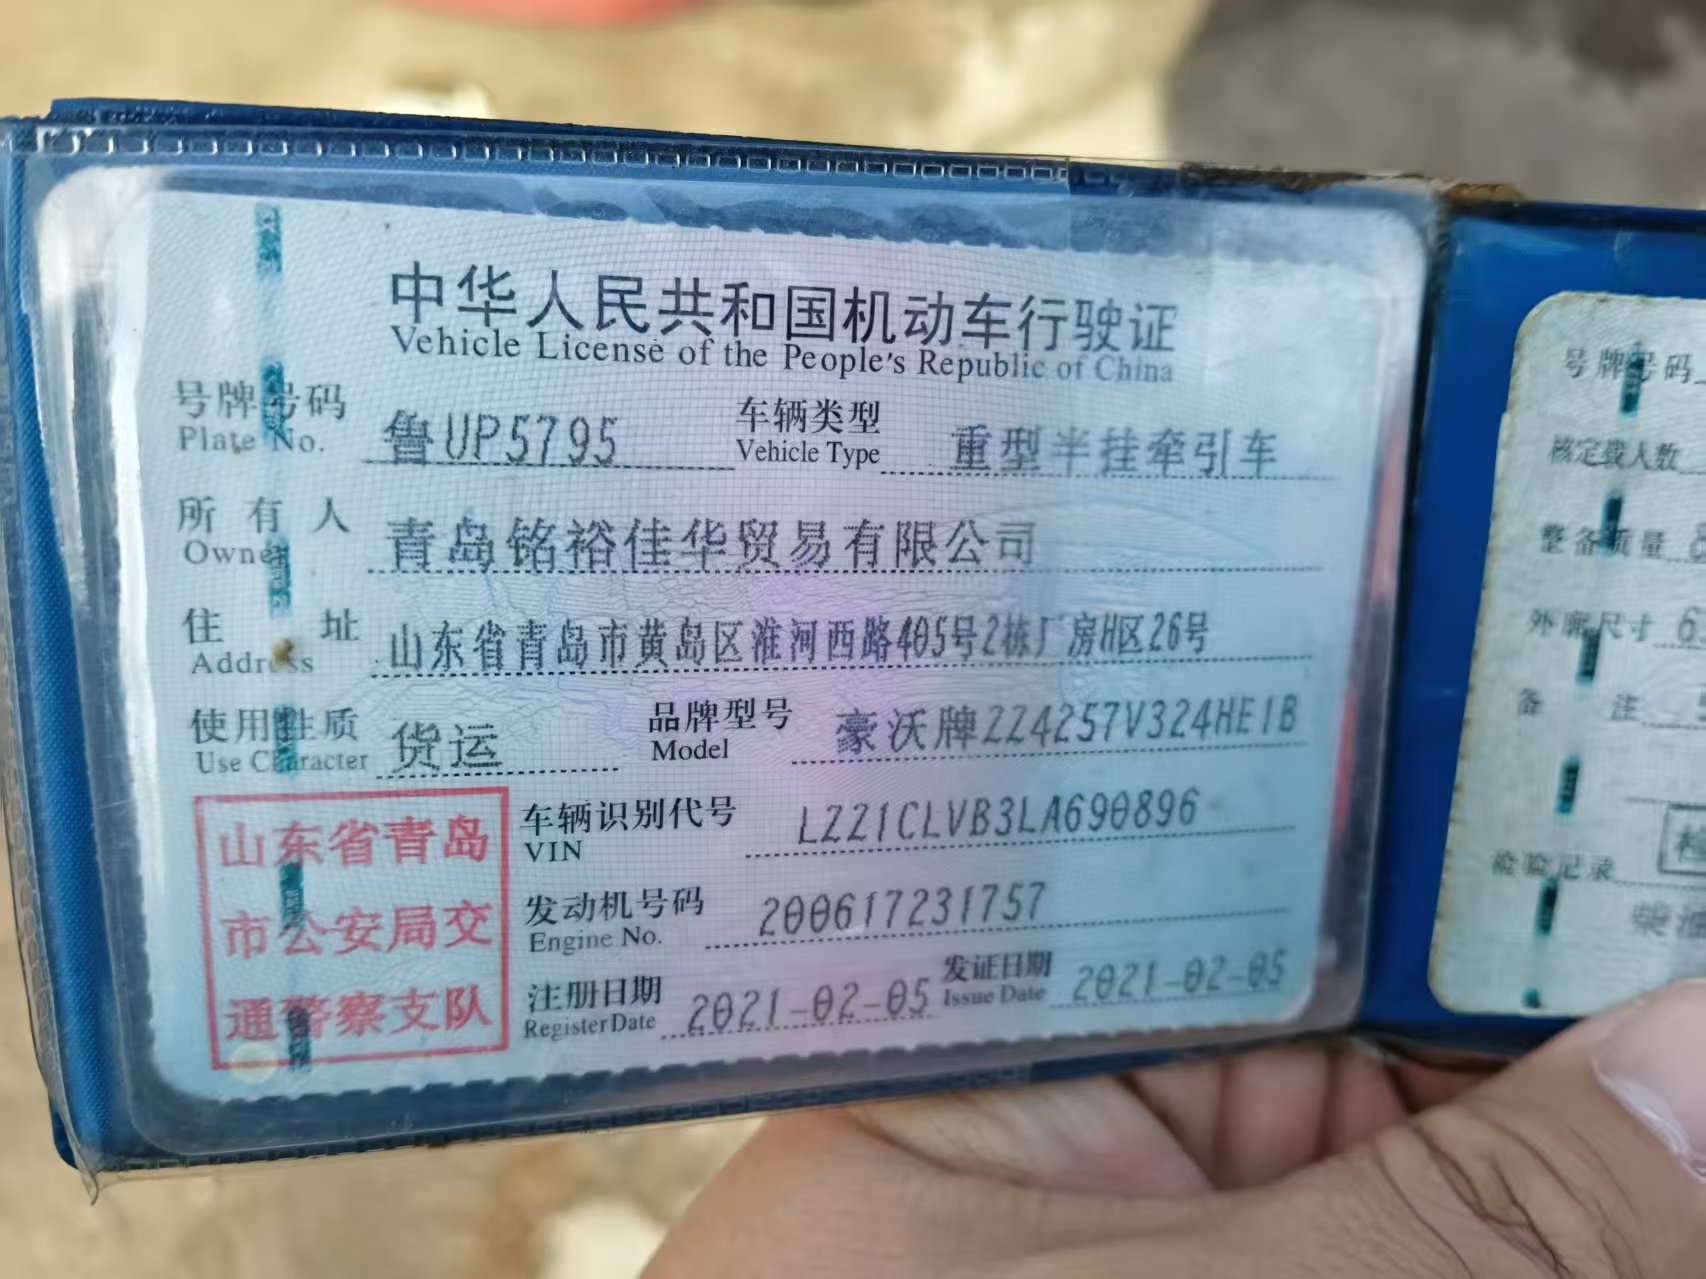 中华人民共和国机动车行驶证
Vehicle License of the People's Republic of China
号牌号码 鲁UP5795 车辆类型 重型半挂牵引车
Plate No. Vehicle Type
所有人 青岛铭裕佳华贸易有限公司
Owner
住址 山东省青岛市黄岛区淮河西路405号2栋厂房H区26号
Address
使用性质 货运 品牌型号 豪沃牌ZZ4257V324HE1B
Use Character Model
车辆识别代号 LZZ1CLVB3LA690896
VIN
发动机号码 200617231757
Engine No.
注册日期 2021-02-05 发证日期 2021-02-05
Register Date Issue Date
山东省青岛
市公安局交
通警察支队
号牌号码
核定载人数
整备质量
外廓尺寸 6
备注
检验记录
柴油